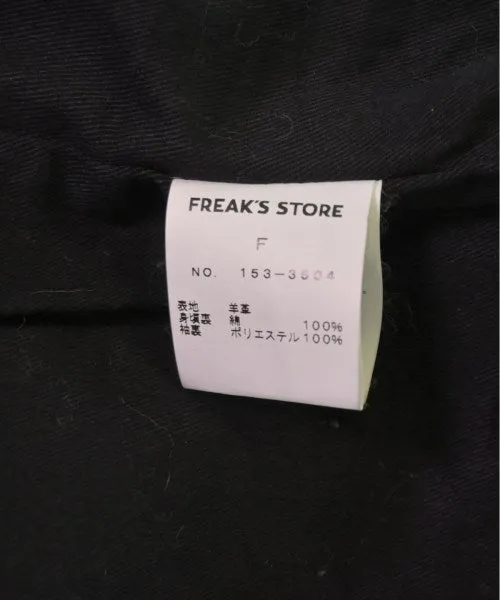 FREAK'S STORE
F
NO. 153-3504
表地 羊革
身頃裏 綿 100%
袖裏 ポリエステル100%